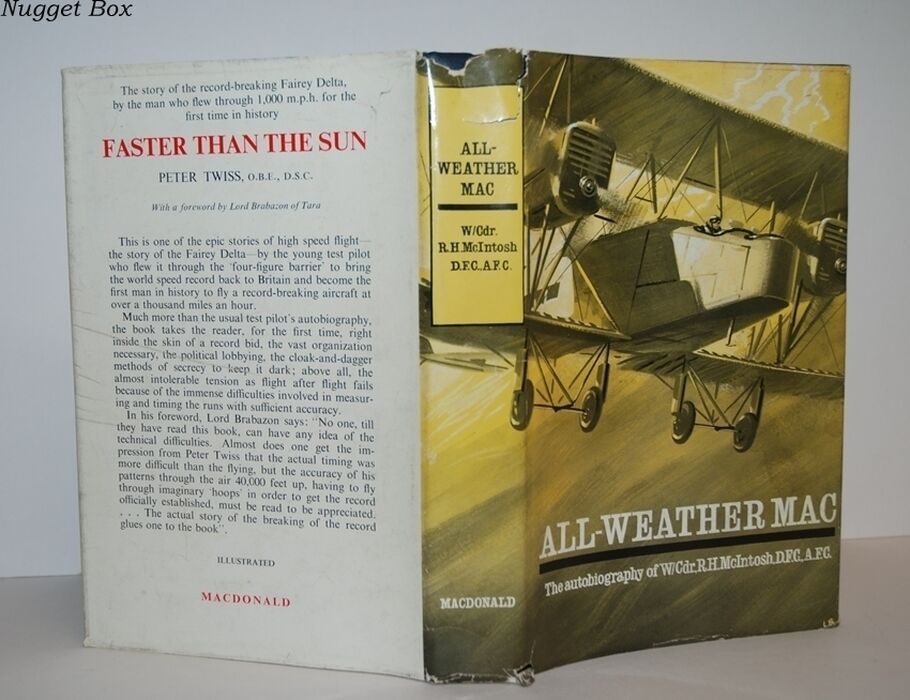 Nugget Box
The story of the record-breaking Fairey Delta,
by the man who flew through 1,000 m.p.h. for the
first time in history
FASTER THAN THE SUN
PETER TWISS, O.B.E., D.S.C.
With a foreword by Lord Brabazon of Tara
This is one of the epic stories of high speed flight—
the story of the Fairey Delta—by the young test pilot
who flew it through the 'four-figure barrier' to bring
the world speed record back to Britain and become the
first man in history to fly a record-breaking aircraft at
over a thousand miles an hour.
Much more than the usual test pilot's autobiography,
the book takes the reader, for the first time, right
inside the skin of a record bid, the vast organization
necessary, the political lobbying, the cloak-and-dagger
methods of secrecy to keep it dark; above all, the
almost intolerable tension as flight after flight fails
because of the immense difficulties involved in measur-
ing and timing the runs with sufficient accuracy.
In his foreword, Lord Brabazon says: "No one, till
they have read this book, can have any idea of the
technical difficulties. Almost does one get the im-
pression from Peter Twiss that the actual timing was
more difficult than the flying, but the accuracy of his
patterns through the air 40,000 feet up, having to fly
through imaginary 'hoops' in order to get the record
officially established, must be read to be appreciated.
. . . The actual story of the breaking of the record
glues one to the book".
ILLUSTRATED
MACDONALD
ALL-
WEATHER
MAC
W/Cdr.
R.H.McIntosh
D.F.C.,A.F.C.
MACDONALD
ALL-WEATHER MAC
The autobiography of W/Cdr.R.H.McIntosh,D.F.C.,A.F.C.